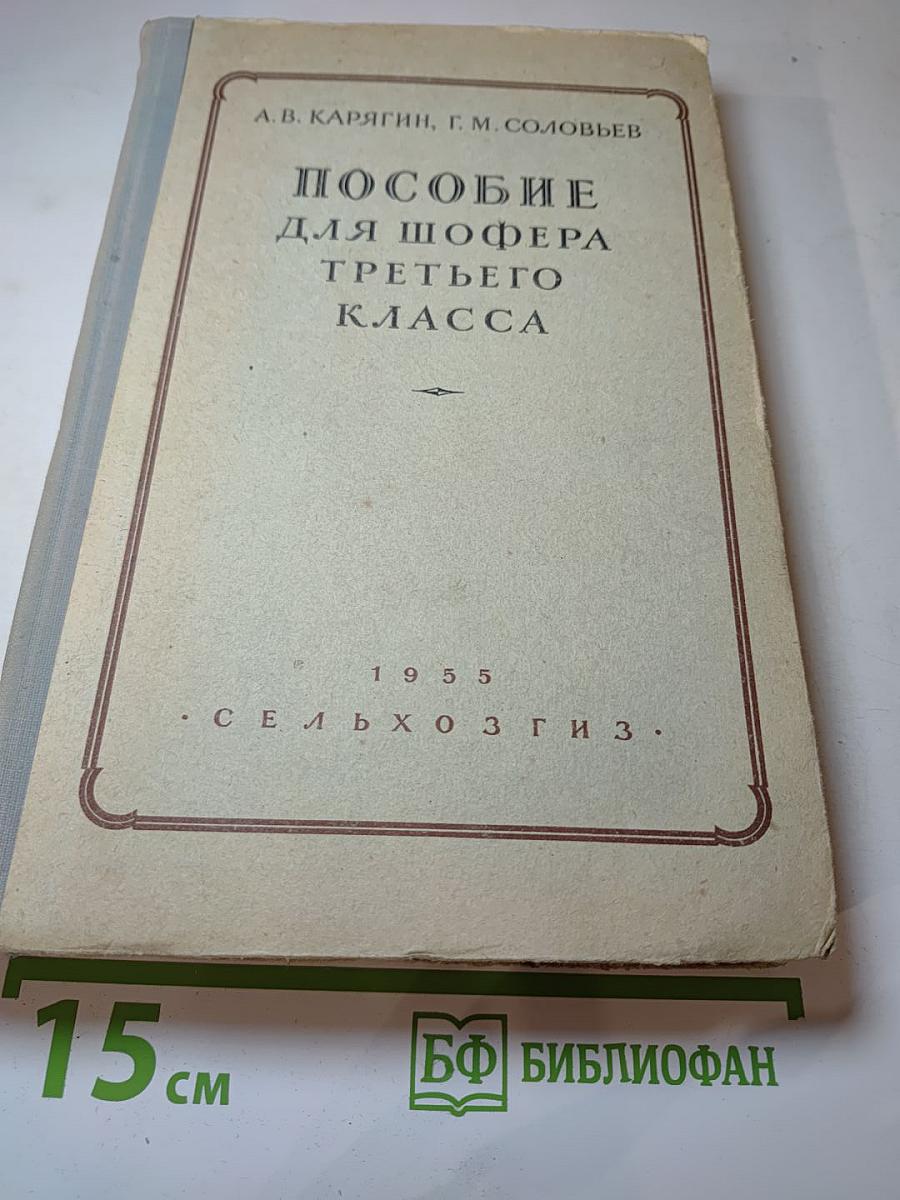 А. В. КАРЯГИН, Г. М. СОЛОВЬЕВ
ПОСОБИЕ
ДЛЯ ШОФЕРА
ТРЕТЬЕГО
КЛАССА
1955
· СЕЛЬХОЗГИЗ ·
15 см
БФ БИБЛИОФАН